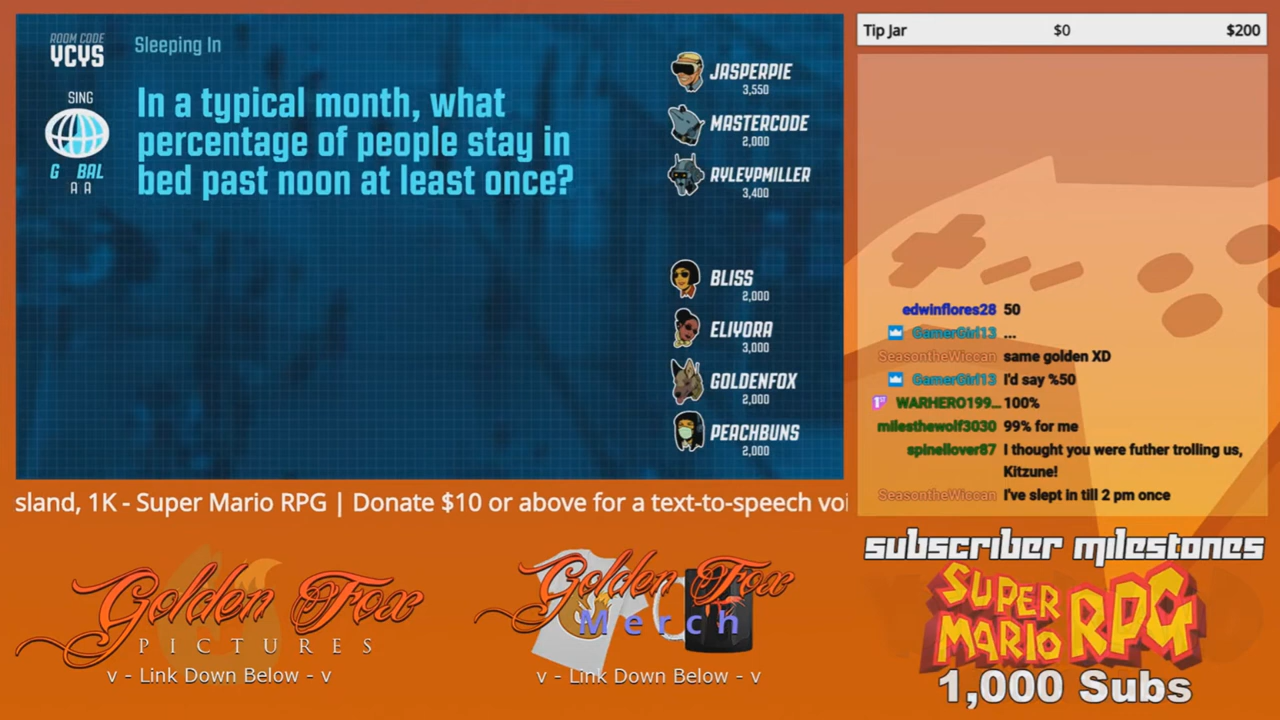 ROOM CODE
YCYS
Sleeping In
SING
G BAL
A A
In a typical month, what
percentage of people stay in
bed past noon at least once?
JASPERPIE
3,550
MASTERCODE
2,000
RYLEYPMILLER
3,400
BLISS
2,000
ELIYORA
3,000
GOLDENFOX
2,000
PEACHBUNS
2,000
Tip Jar $0 $200
edwinflores28 50
GamerGirl13 ...
SeasontheWiccan same golden XD
GamerGirl13 I'd say %50
WARHERO199... 100%
milesthewolf3030 99% for me
spinellover87 I thought you were futher trolling us,
Kitzune!
SeasontheWiccan I've slept in till 2 pm once
sland, 1K - Super Mario RPG | Donate $10 or above for a text-to-speech voi
Golden Fox
PICTURES
v - Link Down Below - v
Golden Fox
Merch
v - Link Down Below - v
SUBSCRIBER MILESTONES
SUPER
MARIO
RPG
1,000 Subs